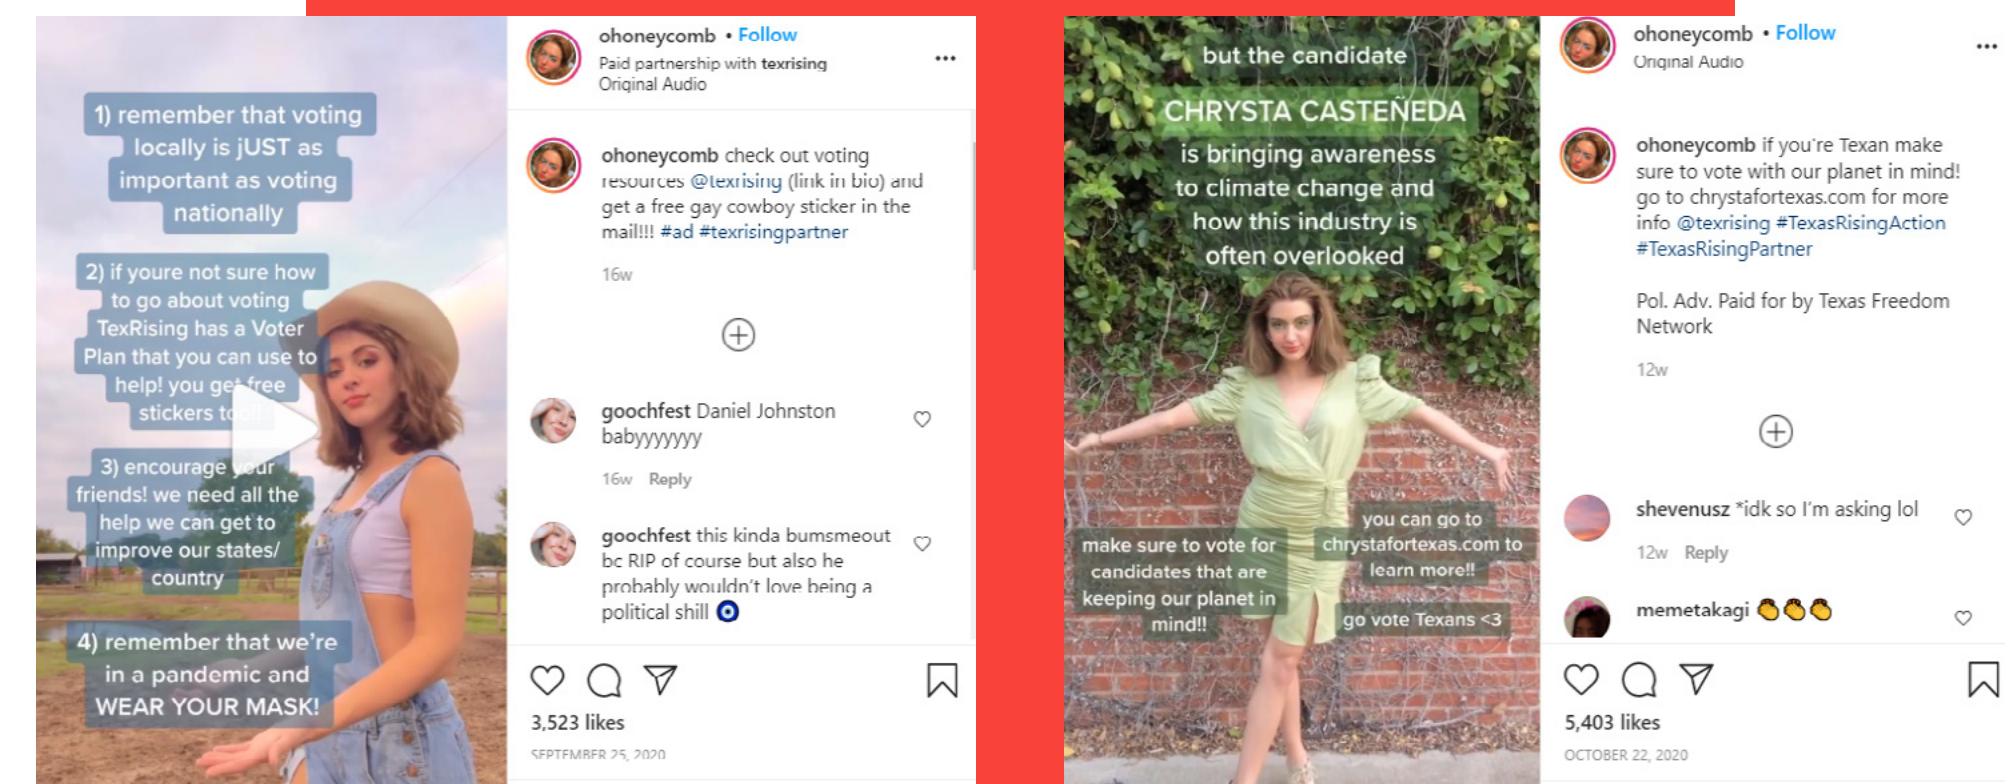 1) remember that voting
locally is jUST as
important as voting
nationally
2) if youre not sure how
to go about voting
TexRising has a Voter
Plan that you can use to
help! you get free
stickers too!!
3) encourage your
friends! we need all the
help we can get to
improve our states/
country
4) remember that we're
in a pandemic and
WEAR YOUR MASK!
ohoneycomb • Follow
Paid partnership with texrising
Original Audio
ohoneycomb check out voting
resources @texrising (link in bio) and
get a free gay cowboy sticker in the
mail!!! #ad #texrisingpartner
16w
goochfest Daniel Johnston
babyyyyyyy
16w Reply
goochfest this kinda bumsmeout
bc RIP of course but also he
probably wouldn't love being a
political shill 🧿
3,523 likes
SEPTEMBER 25, 2020
but the candidate
CHRYSTA CASTEÑEDA
is bringing awareness
to climate change and
how this industry is
often overlooked
make sure to vote for
candidates that are
keeping our planet in
mind!!
you can go to
chrystafortexas.com to
learn more!!
go vote Texans <3
ohoneycomb • Follow
Original Audio
ohoneycomb if you're Texan make
sure to vote with our planet in mind!
go to chrystafortexas.com for more
info @texrising #TexasRisingAction
#TexasRisingPartner
Pol. Adv. Paid for by Texas Freedom
Network
12w
shevenusz *idk so I'm asking lol
12w Reply
memetakagi 👏👏👏
5,403 likes
OCTOBER 22, 2020